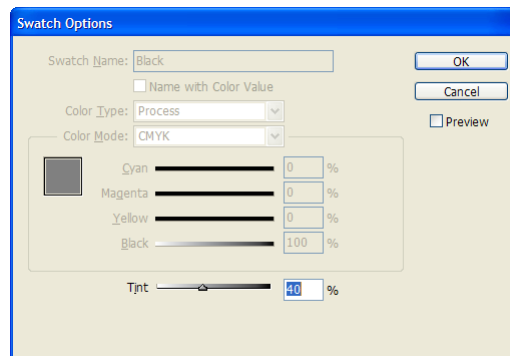 Swatch Options
Swatch Name: Black
OK
Name with Color Value
Cancel
Color Type: Process
Preview
Color Mode: CMYK
Cyan 0 %
Magenta 0 %
Yellow 0 %
Black 100 %
Tint 40 %